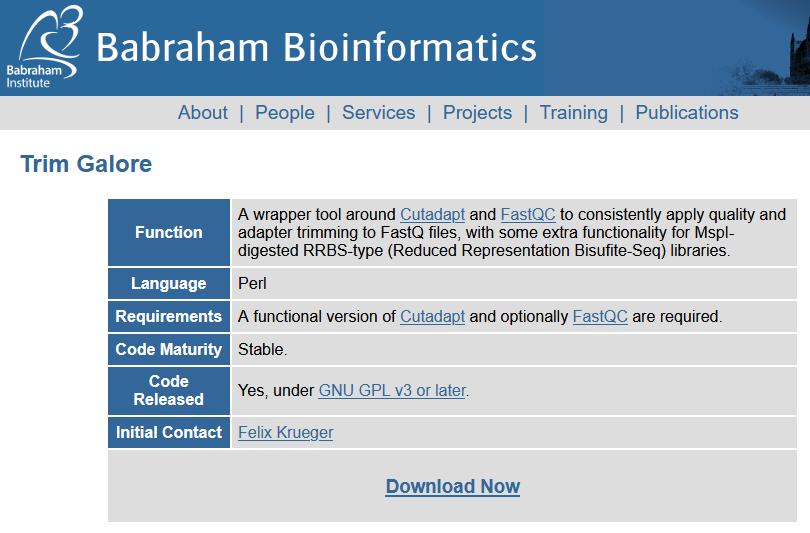 Babraham
Institute
Babraham Bioinformatics
About | People | Services | Projects | Training | Publications
Trim Galore
Function
A wrapper tool around Cutadapt and FastQC to consistently apply quality and
adapter trimming to FastQ files, with some extra functionality for MspI-
digested RRBS-type (Reduced Representation Bisufite-Seq) libraries.
Language
Perl
Requirements
A functional version of Cutadapt and optionally FastQC are required.
Code Maturity
Stable.
Code
Released
Yes, under GNU GPL v3 or later.
Initial Contact
Felix Krueger
Download Now